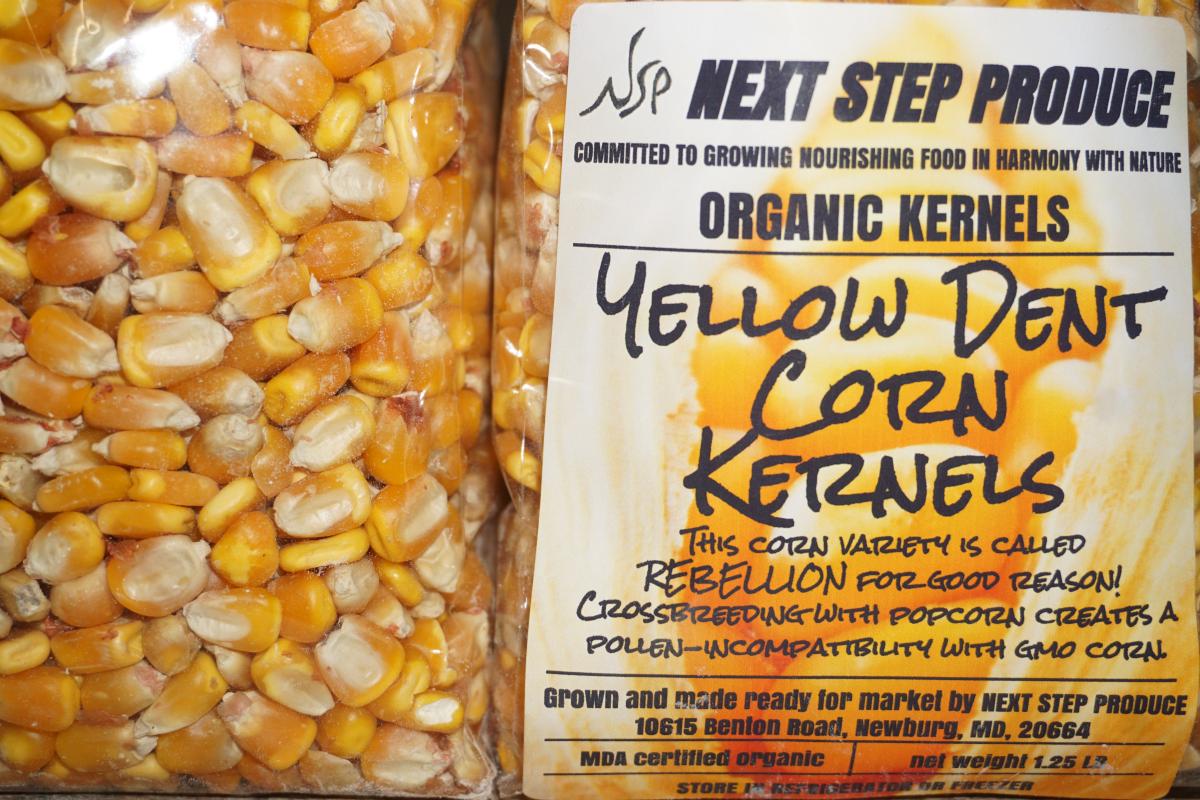 NSP NEXT STEP PRODUCE
COMMITTED TO GROWING NOURISHING FOOD IN HARMONY WITH NATURE
ORGANIC KERNELS
YELLOW DENT
CORN
KERNELS
THIS CORN VARIETY IS CALLED
REBELLION FOR GOOD REASON!
CROSSBREEDING WITH POPCORN CREATES A
POLLEN-INCOMPATIBILITY WITH GMO CORN.
Grown and made ready for market by NEXT STEP PRODUCE
10615 Benton Road, Newburg, MD, 20664
MDA certified organic net weight 1.25 LB
STORE IN REFRIGERATOR OR FREEZER